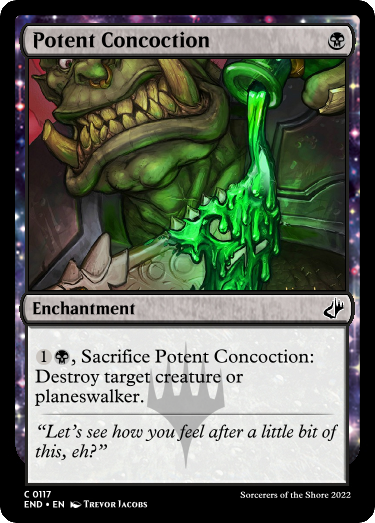 Potent Concoction
Enchantment
1, Sacrifice Potent Concoction:
Destroy target creature or
planeswalker.
“Let’s see how you feel after a little bit of
this, eh?”
C 0117
END • EN Trevor Jacobs
Sorcerers of the Shore 2022